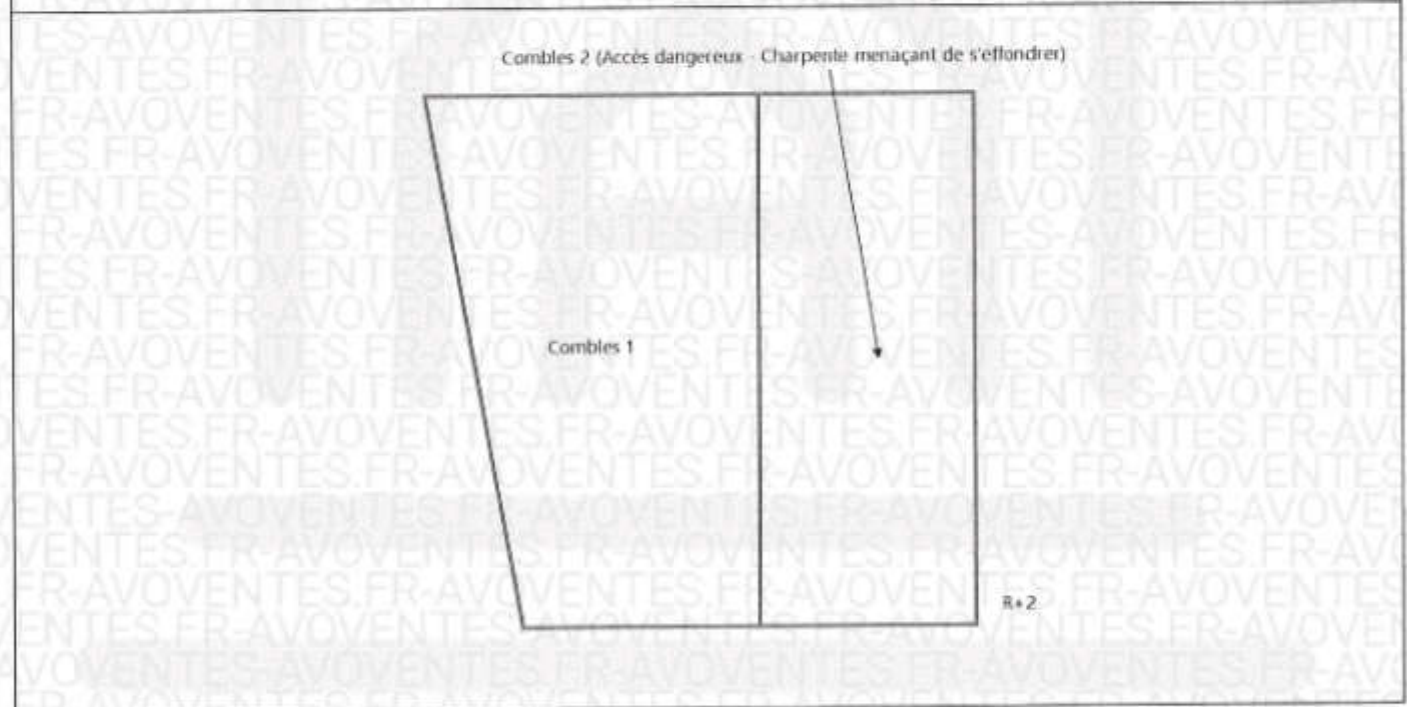 Combles 2 (Accès dangereux - Charpente menaçant de s'effondrer)
Combles 1
R+2